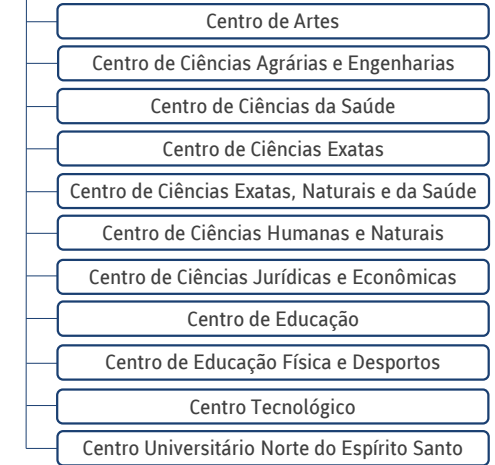 Centro de Artes
Centro de Ciências Agrárias e Engenharias
Centro de Ciências da Saúde
Centro de Ciências Exatas
Centro de Ciências Exatas, Naturais e da Saúde
Centro de Ciências Humanas e Naturais
Centro de Ciências Jurídicas e Econômicas
Centro de Educação
Centro de Educação Física e Desportos
Centro Tecnológico
Centro Universitário Norte do Espírito Santo